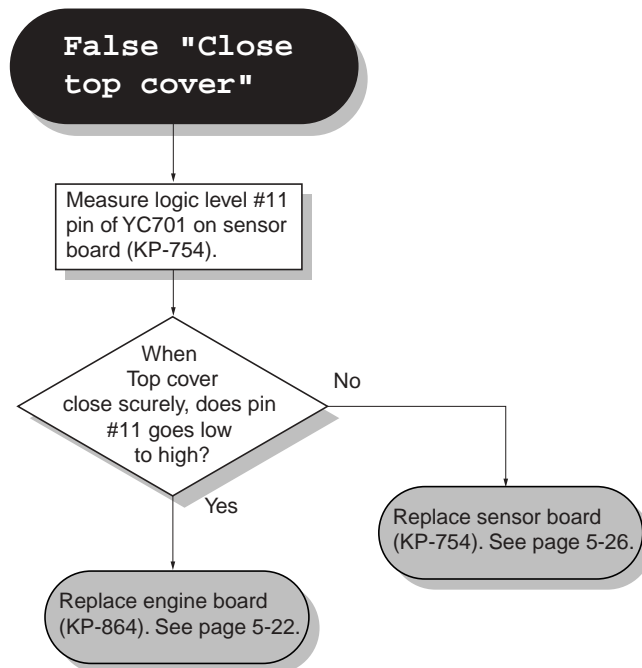 False "Close
top cover"
Measure logic level #11
pin of YC701 on sensor
board (KP-754).
When
Top cover
close scurely, does pin
#11 goes low
to high?
No
Yes
Replace sensor board
(KP-754). See page 5-26.
Replace engine board
(KP-864). See page 5-22.